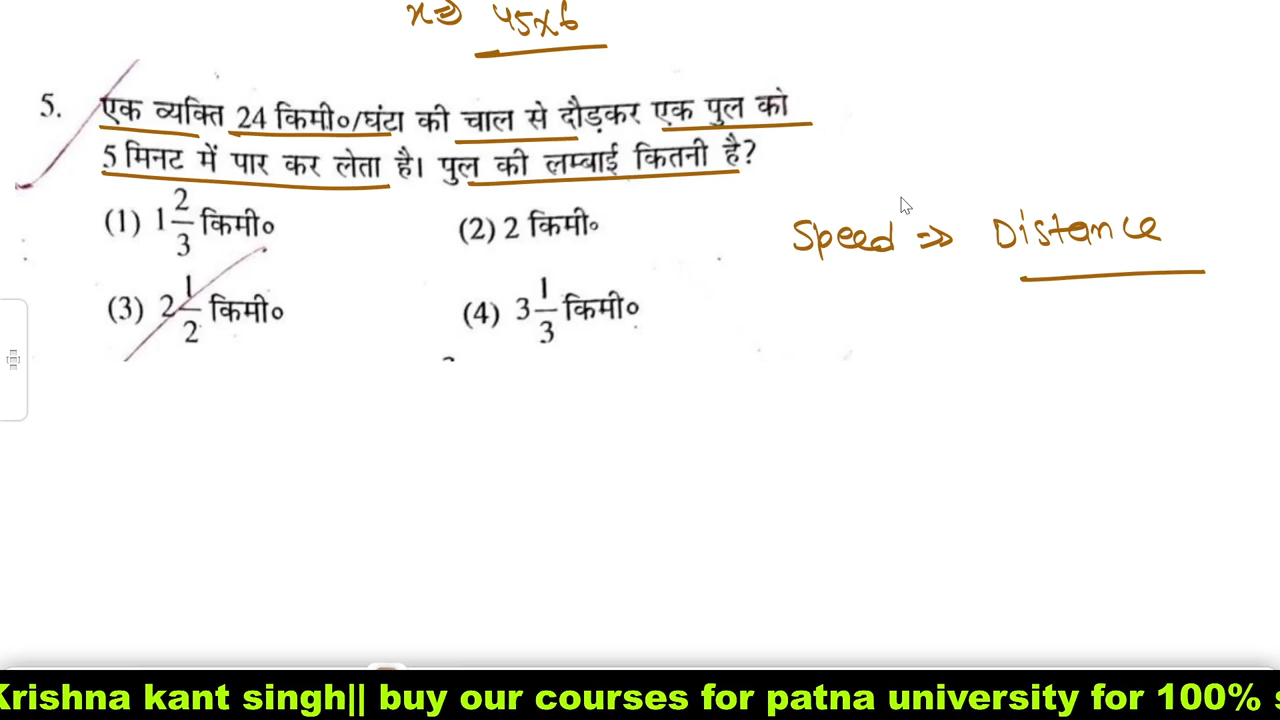 x⇒ 45×6
5. एक व्यक्ति 24 किमी०/घंटा की चाल से दौड़कर एक पुल को
5 मिनट में पार कर लेता है। पुल की लम्बाई कितनी है?
(1) 1 2/3 किमी०
(2) 2 किमी०
Speed ⇒ Distance
(3) 2 1/2 किमी०
(4) 3 1/3 किमी०
Krishna kant singh|| buy our courses for patna university for 100%